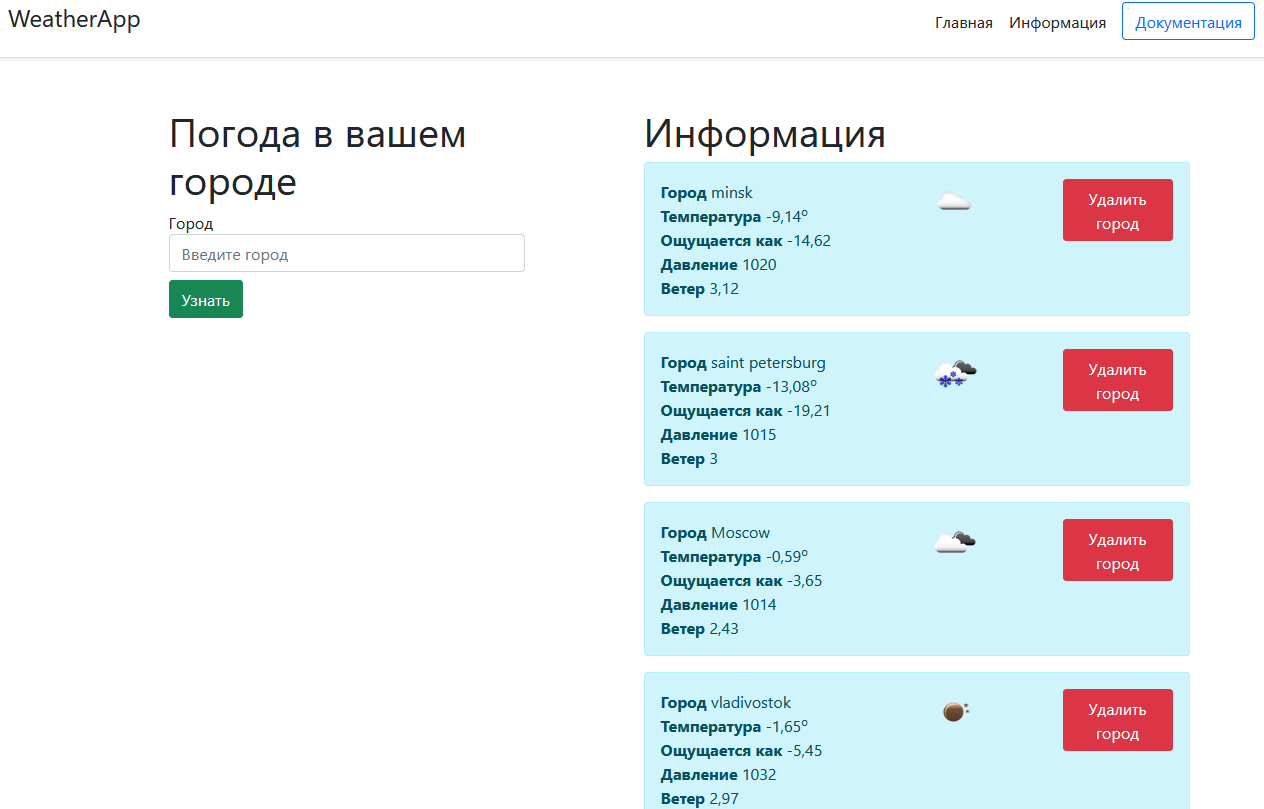 WeatherApp
Главная Информация Документация
Погода в вашем
городе
Город
Введите город
Узнать
Информация
Город minsk
Температура -9,14º
Ощущается как -14,62
Давление 1020
Ветер 3,12
Удалить
город
Город saint petersburg
Температура -13,08º
Ощущается как -19,21
Давление 1015
Ветер 3
Удалить
город
Город Moscow
Температура -0,59º
Ощущается как -3,65
Давление 1014
Ветер 2,43
Удалить
город
Город vladivostok
Температура -1,65º
Ощущается как -5,45
Давление 1032
Ветер 2,97
Удалить
город